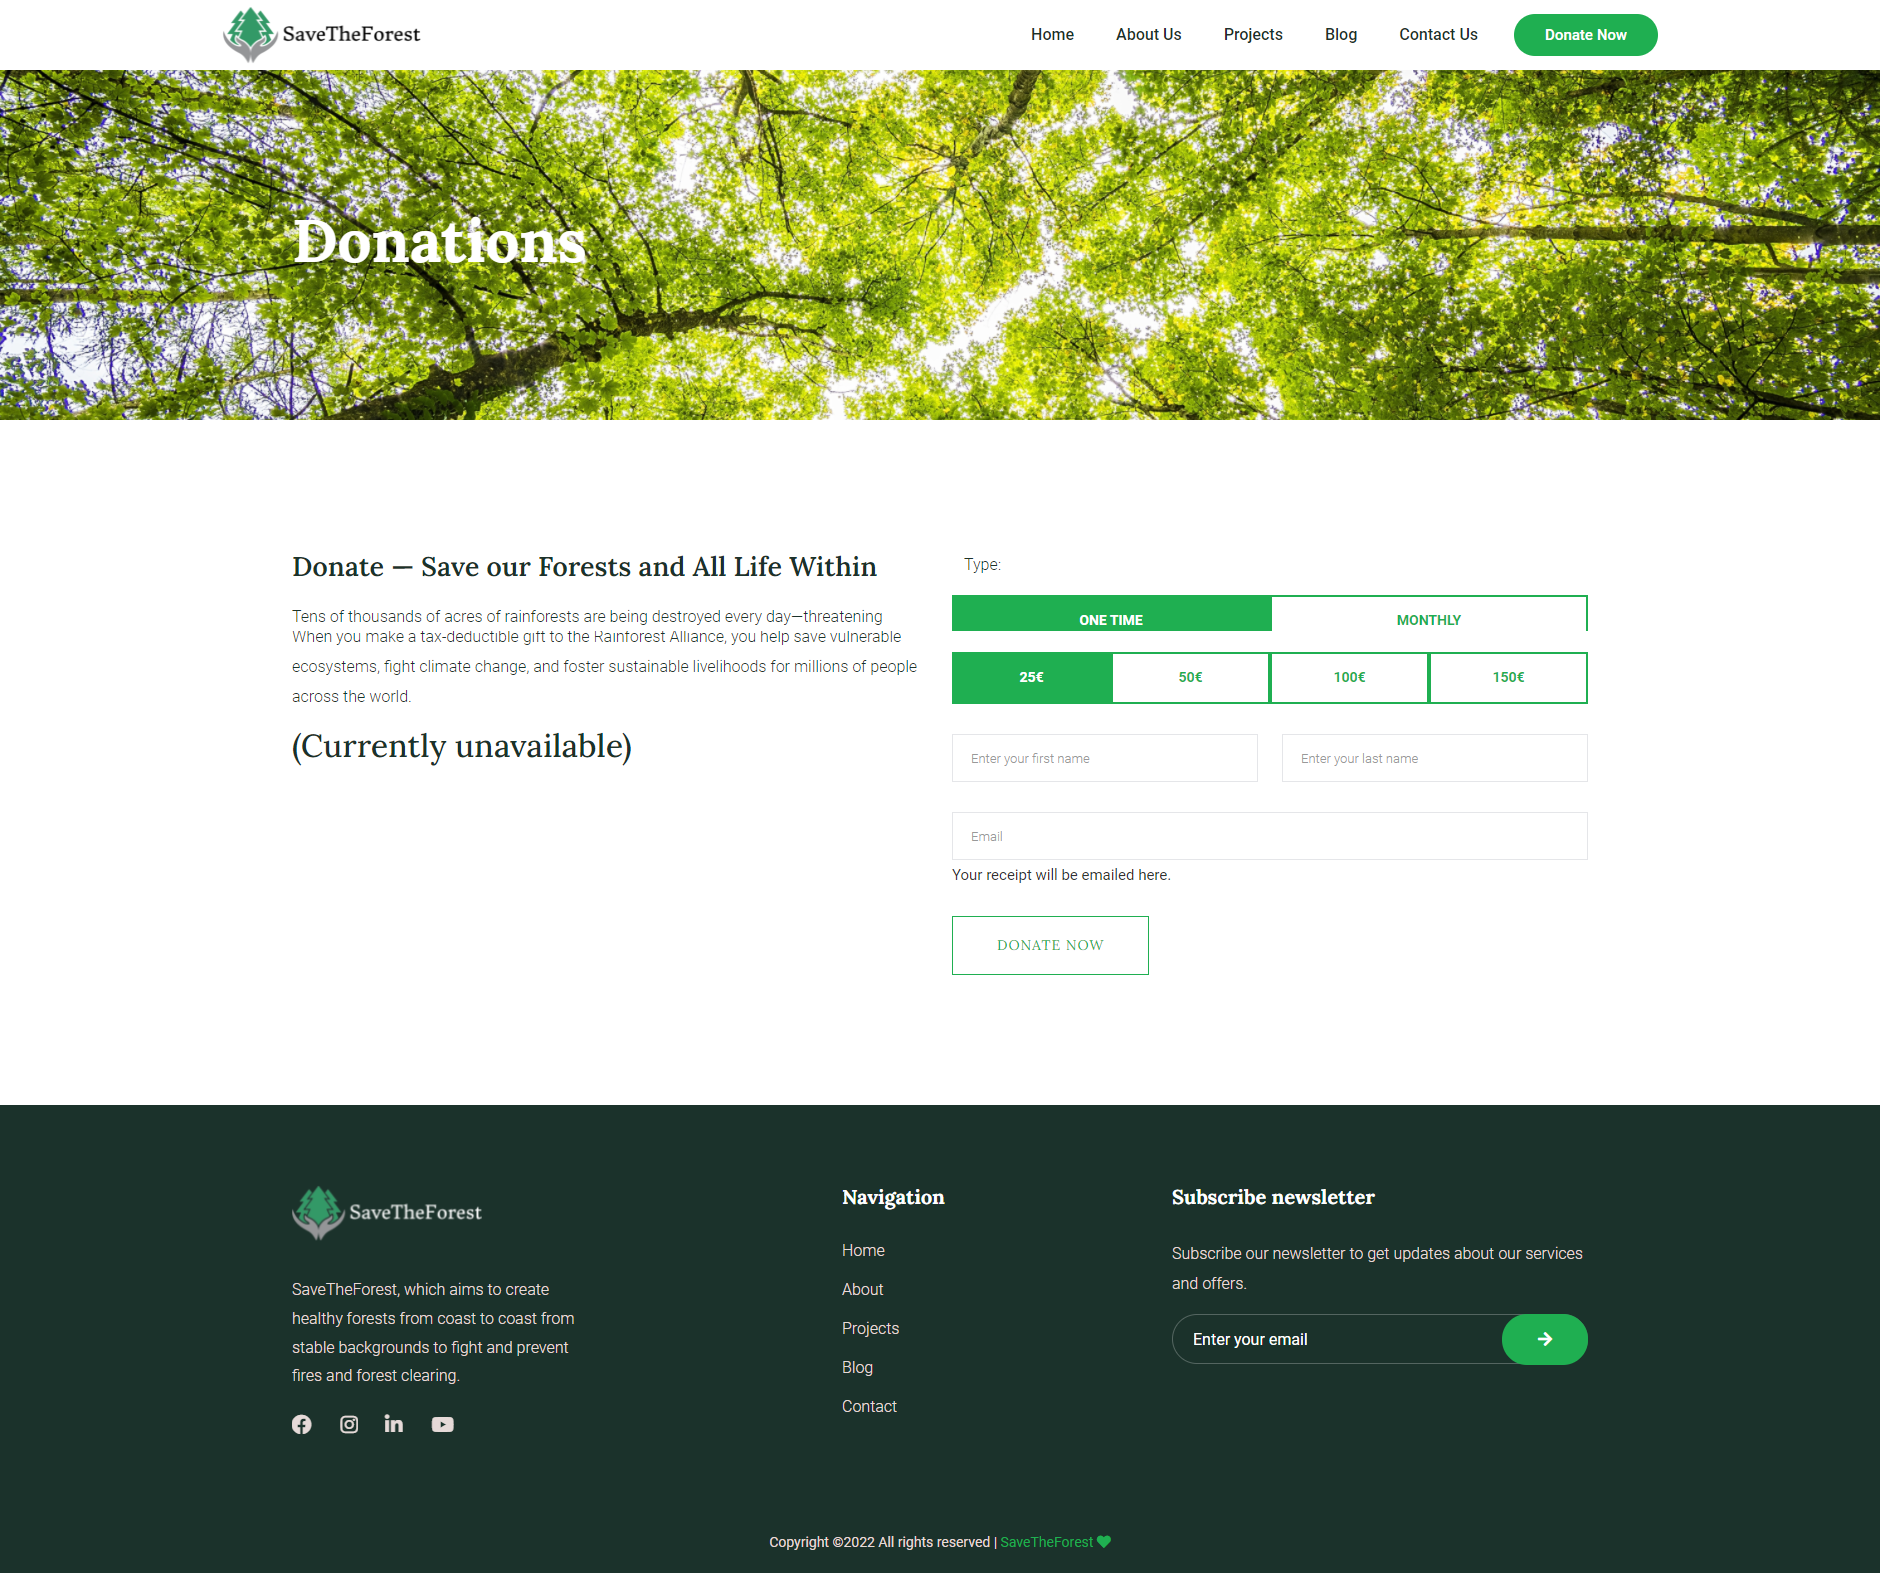 SaveTheForest
Home
About Us
Projects
Blog
Contact Us
Donate Now
Donations
Donate — Save our Forests and All Life Within
Tens of thousands of acres of rainforests are being destroyed every day—threatening
When you make a tax-deductible gift to the Rainforest Alliance, you help save vulnerable
ecosystems, fight climate change, and foster sustainable livelihoods for millions of people
across the world.
(Currently unavailable)
Type:
ONE TIME
MONTHLY
25€
50€
100€
150€
Enter your first name
Enter your last name
Email
Your receipt will be emailed here.
DONATE NOW
SaveTheForest
SaveTheForest, which aims to create
healthy forests from coast to coast from
stable backgrounds to fight and prevent
fires and forest clearing.
Navigation
Home
About
Projects
Blog
Contact
Subscribe newsletter
Subscribe our newsletter to get updates about our services
and offers.
Enter your email
Copyright ©2022 All rights reserved | SaveTheForest